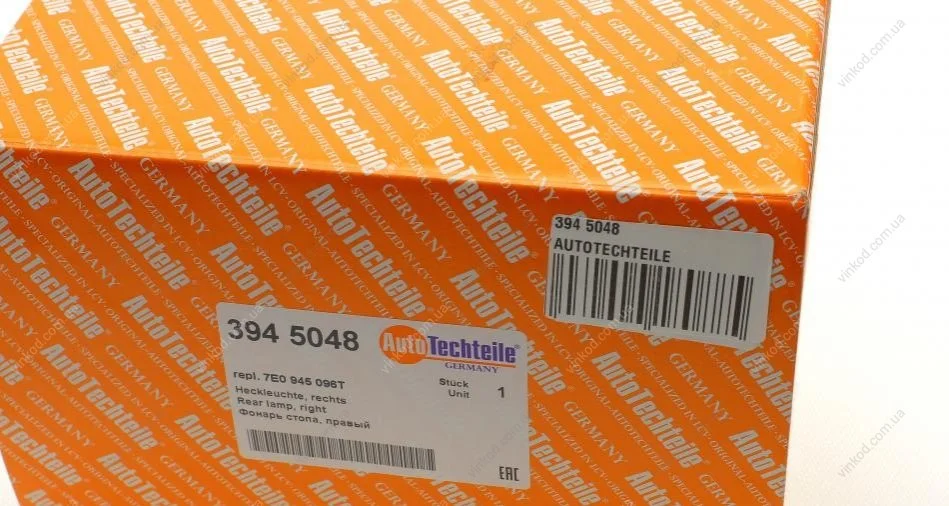 394 5048
AUTOTECHTEILE
394 5048
AutoTechteile®
GERMANY
repl. 7E0 945 096T
Heckleuchte, rechts
Rear lamp, right
Фонарь стопа, правый
Stück
Unit
1
EAC
AutoTechteile®
GERMANY
SPECIALIZED IN LCV
ORIGINAL-AUTOTECHTEILE
vinkod.com.ua